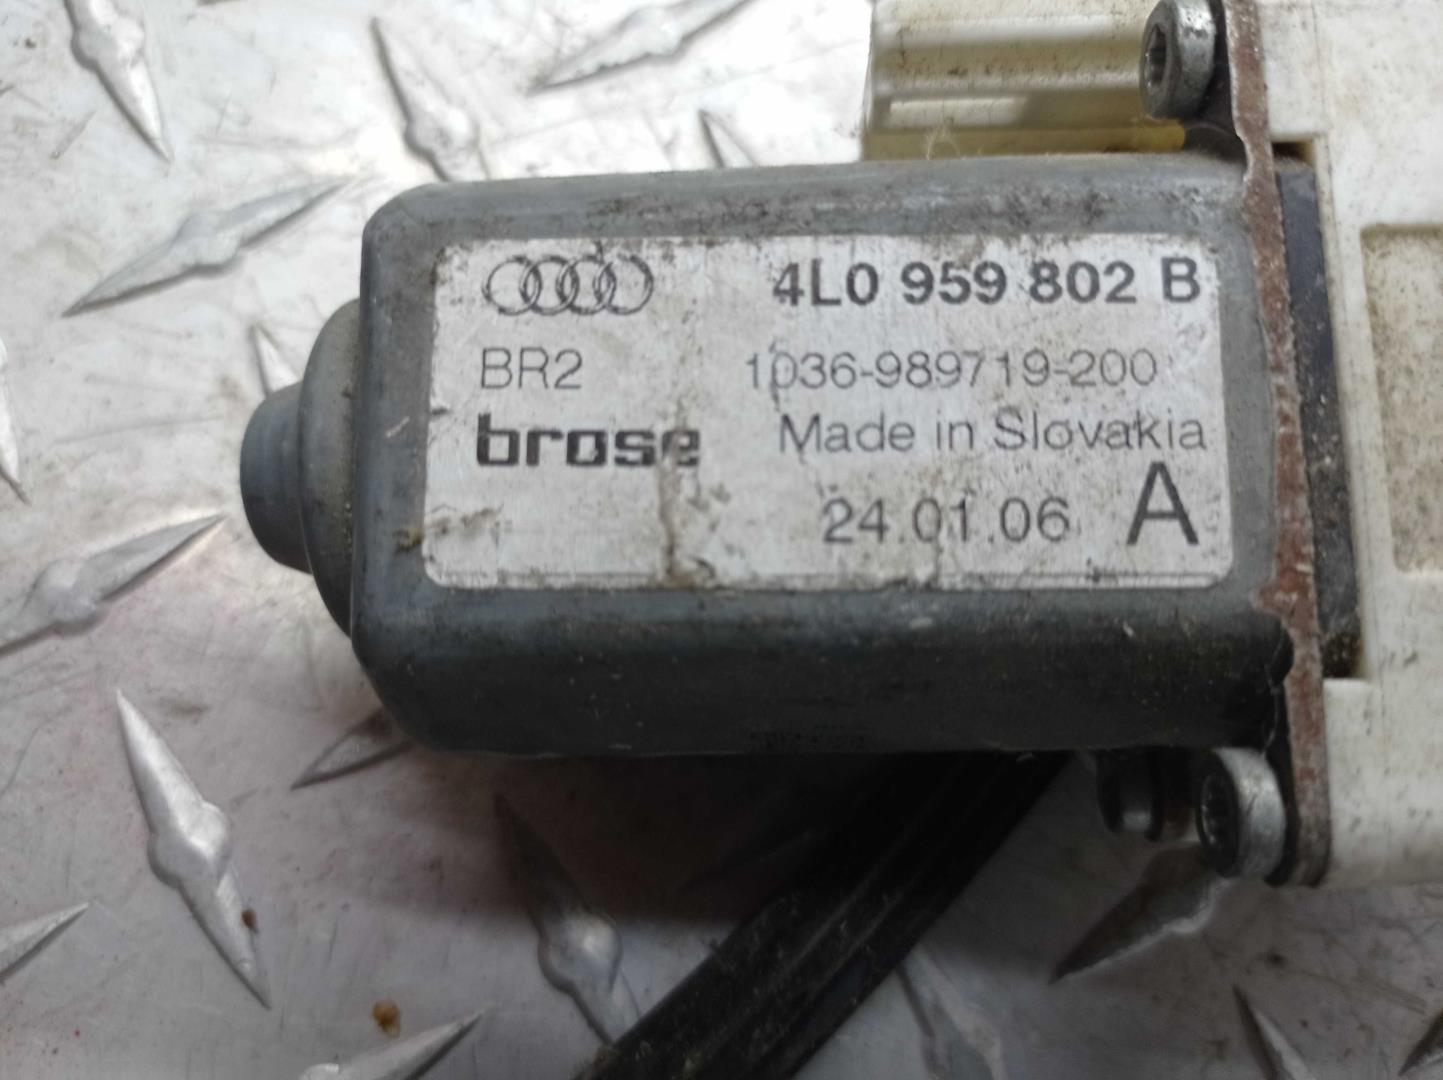 4L0 959 802 B
BR2 1036-989719-200
brose Made in Slovakia
24.01.06 A